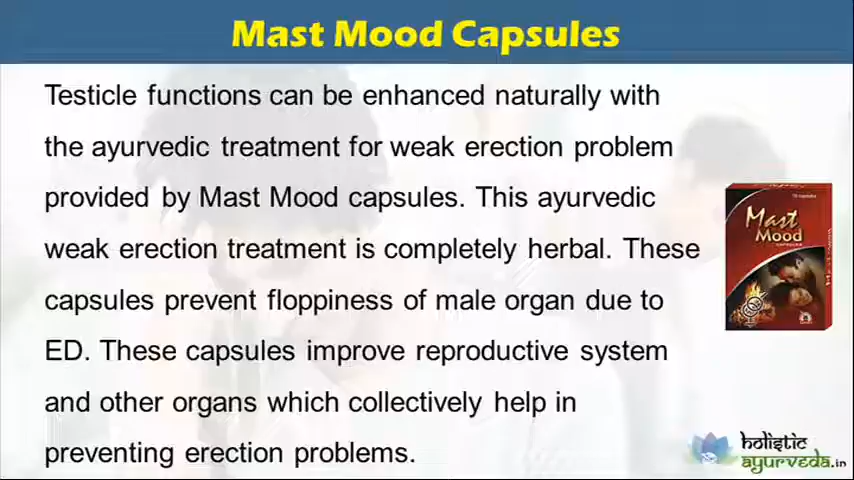 Mast Mood Capsules
Testicle functions can be enhanced naturally with
the ayurvedic treatment for weak erection problem
provided by Mast Mood capsules. This ayurvedic
weak erection treatment is completely herbal. These
capsules prevent floppiness of male organ due to
ED. These capsules improve reproductive system
and other organs which collectively help in
preventing erection problems.
Mast
Mood
CAPSULES
holistic
ayurveda.in